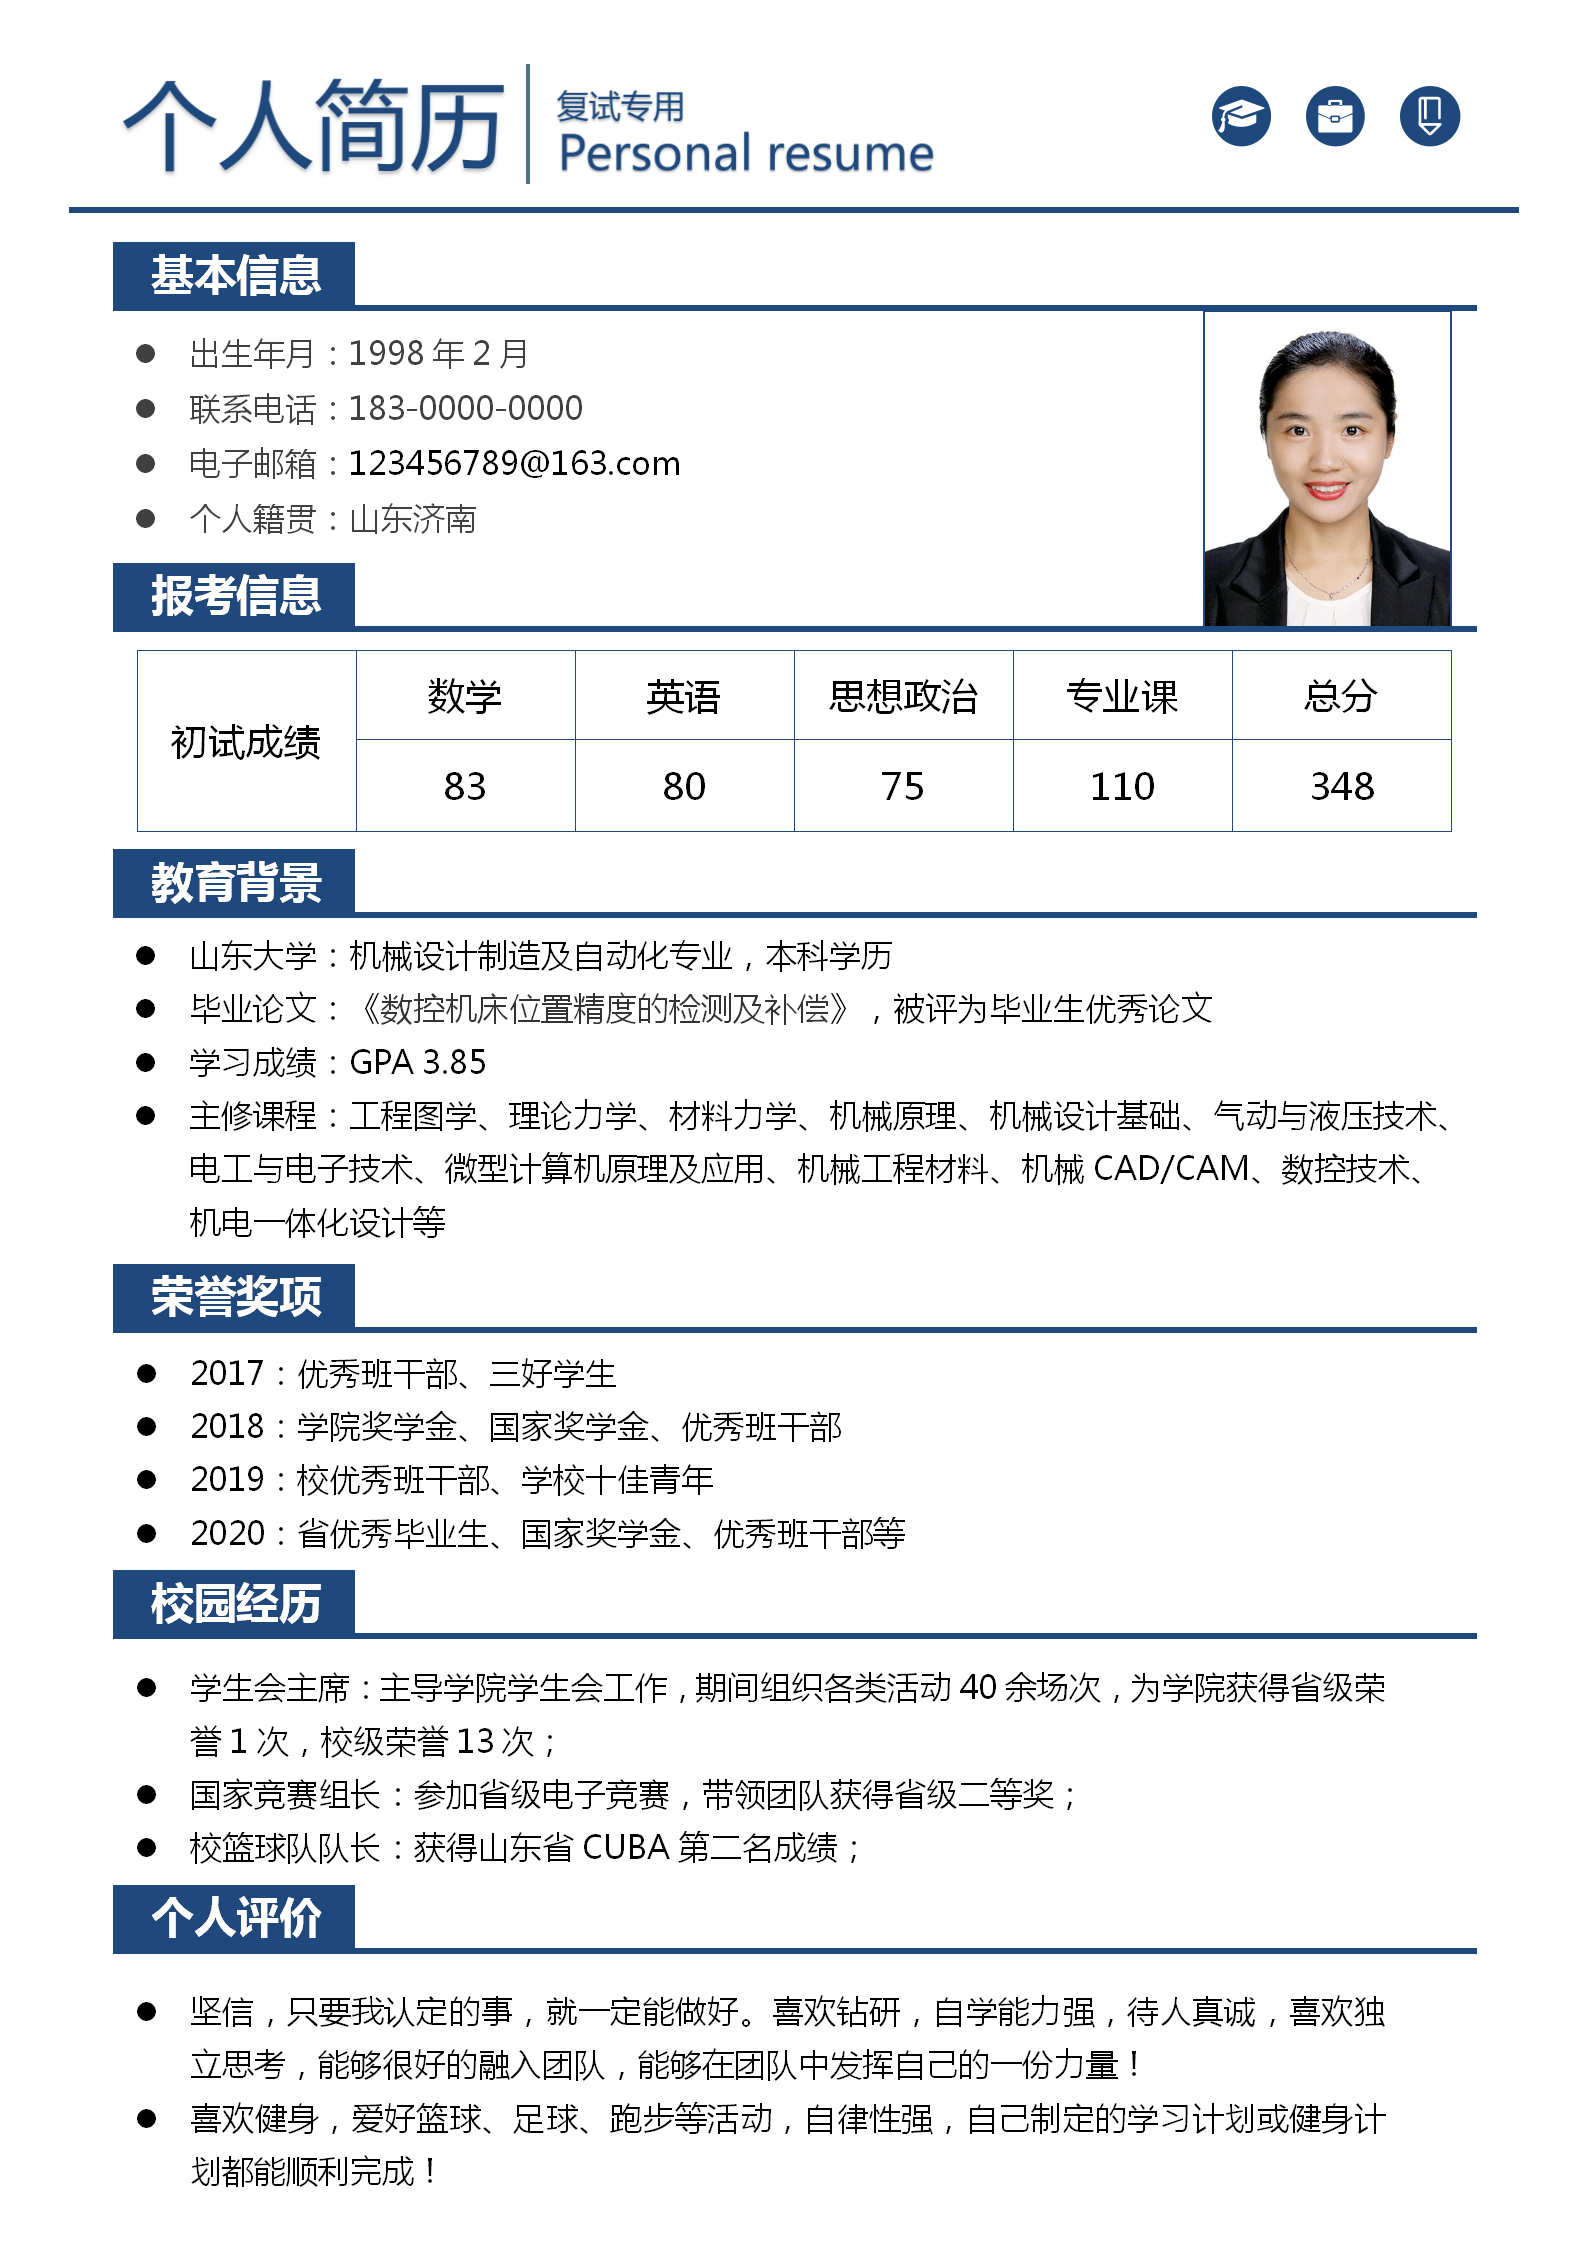 个人简历
复试专用
Personal resume
基本信息
出生年月：1998 年 2 月
联系电话：183-0000-0000
电子邮箱：123456789@163.com
个人籍贯：山东济南
报考信息
初试成绩 数学 英语 思想政治 专业课 总分
83 80 75 110 348
教育背景
山东大学：机械设计制造及自动化专业，本科学历
毕业论文：《数控机床位置精度的检测及补偿》，被评为毕业生优秀论文
学习成绩：GPA 3.85
主修课程：工程图学、理论力学、材料力学、机械原理、机械设计基础、气动与液压技术、
电工与电子技术、微型计算机原理及应用、机械工程材料、机械 CAD/CAM、数控技术、
机电一体化设计等
荣誉奖项
2017：优秀班干部、三好学生
2018：学院奖学金、国家奖学金、优秀班干部
2019：校优秀班干部、学校十佳青年
2020：省优秀毕业生、国家奖学金、优秀班干部等
校园经历
学生会主席：主导学院学生会工作，期间组织各类活动 40 余场次，为学院获得省级荣
誉 1 次，校级荣誉 13 次；
国家竞赛组长：参加省级电子竞赛，带领团队获得省级二等奖；
校篮球队队长：获得山东省 CUBA 第二名成绩；
个人评价
坚信，只要我认定的事，就一定能做好。喜欢钻研，自学能力强，待人真诚，喜欢独
立思考，能够很好的融入团队，能够在团队中发挥自己的一份力量！
喜欢健身，爱好篮球、足球、跑步等活动，自律性强，自己制定的学习计划或健身计
划都能顺利完成！